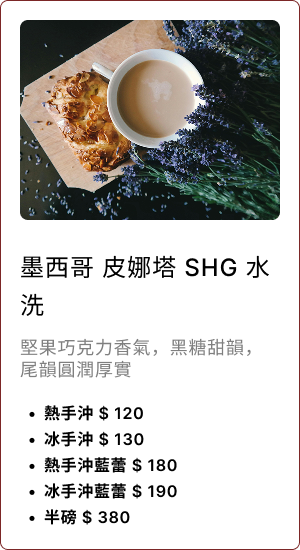 墨西哥 皮娜塔 SHG 水
洗
堅果巧克力香氣，黑糖甜韻，
尾韻圓潤厚實
• 熱手沖 $ 120
• 冰手沖 $ 130
• 熱手沖藍蕾 $ 180
• 冰手沖藍蕾 $ 190
• 半磅 $ 380